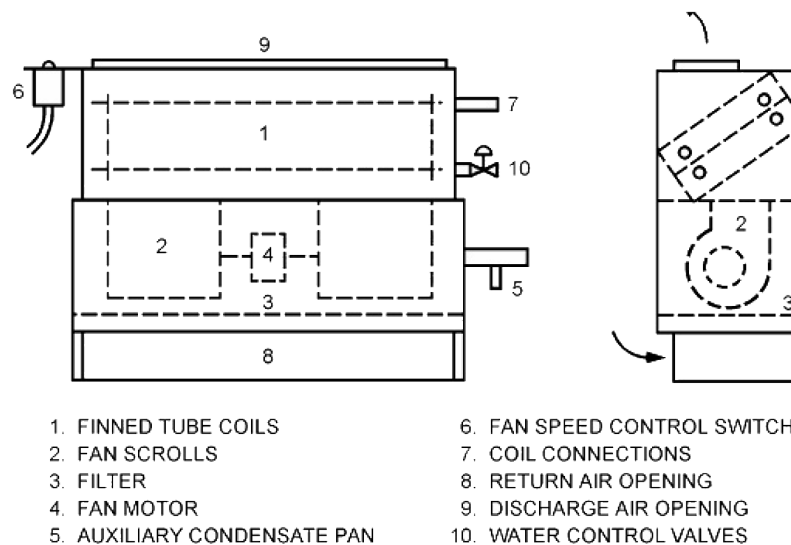 9
6
7
1
10
2
4
5
3
8
2
3
1. FINNED TUBE COILS
2. FAN SCROLLS
3. FILTER
4. FAN MOTOR
5. AUXILIARY CONDENSATE PAN
6. FAN SPEED CONTROL SWITCH
7. COIL CONNECTIONS
8. RETURN AIR OPENING
9. DISCHARGE AIR OPENING
10. WATER CONTROL VALVES